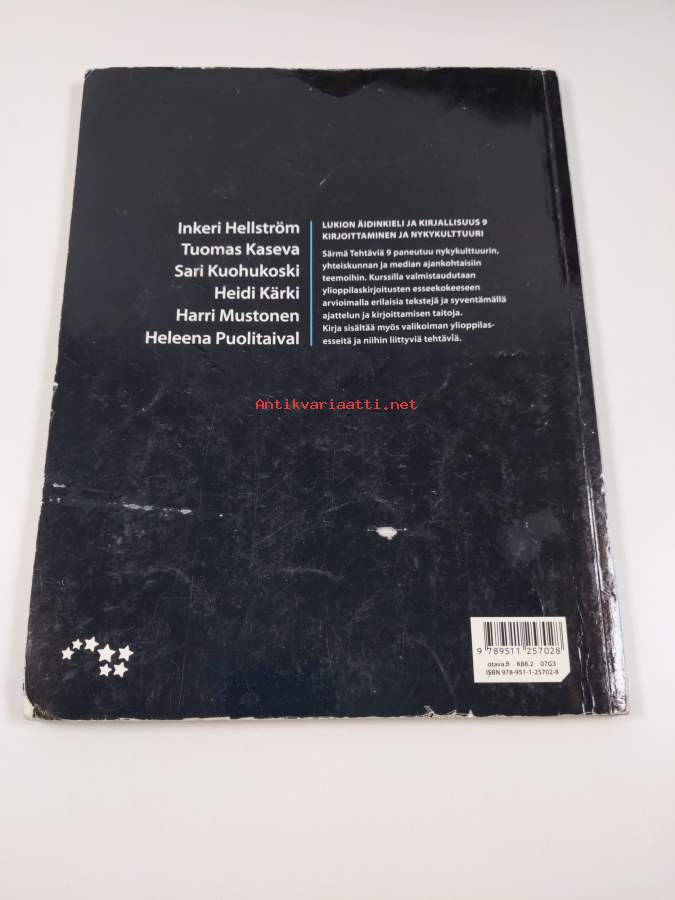 Inkeri Hellström
Tuomas Kaseva
Sari Kuohukoski
Heidi Kärki
Harri Mustonen
Heleena Puolitaival
LUKION ÄIDINKIELI JA KIRJALLISUUS 9
KIRJOITTAMINEN JA NYKYKULTTUURI
Särmä Tehtäviä 9 paneutuu nykykulttuurin,
yhteiskunnan ja median ajankohtaisiin
teemoihin. Kurssilla valmistaudutaan
ylioppilaskirjoitusten esseekokeeseen
arvioimalla erilaisia tekstejä ja syventämällä
ajattelun ja kirjoittamisen taitoja.
Kirja sisältää myös valikoiman ylioppilas-
esseitä ja niihin liittyviä tehtäviä.
Antikvariaatti.net
9 789511 257028
otava.fi K88.2 07G3
ISBN 978-951-1-25702-8